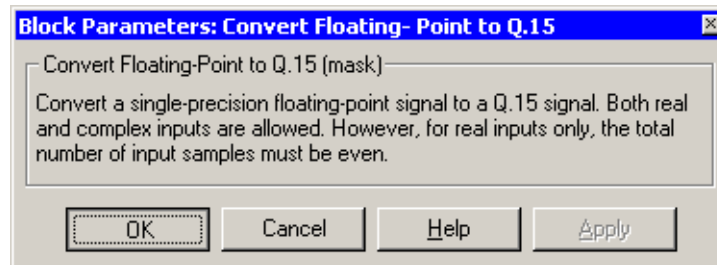 Block Parameters: Convert Floating- Point to Q.15
Convert Floating-Point to Q.15 (mask)
Convert a single-precision floating-point signal to a Q.15 signal. Both real
and complex inputs are allowed. However, for real inputs only, the total
number of input samples must be even.
OK Cancel Help Apply